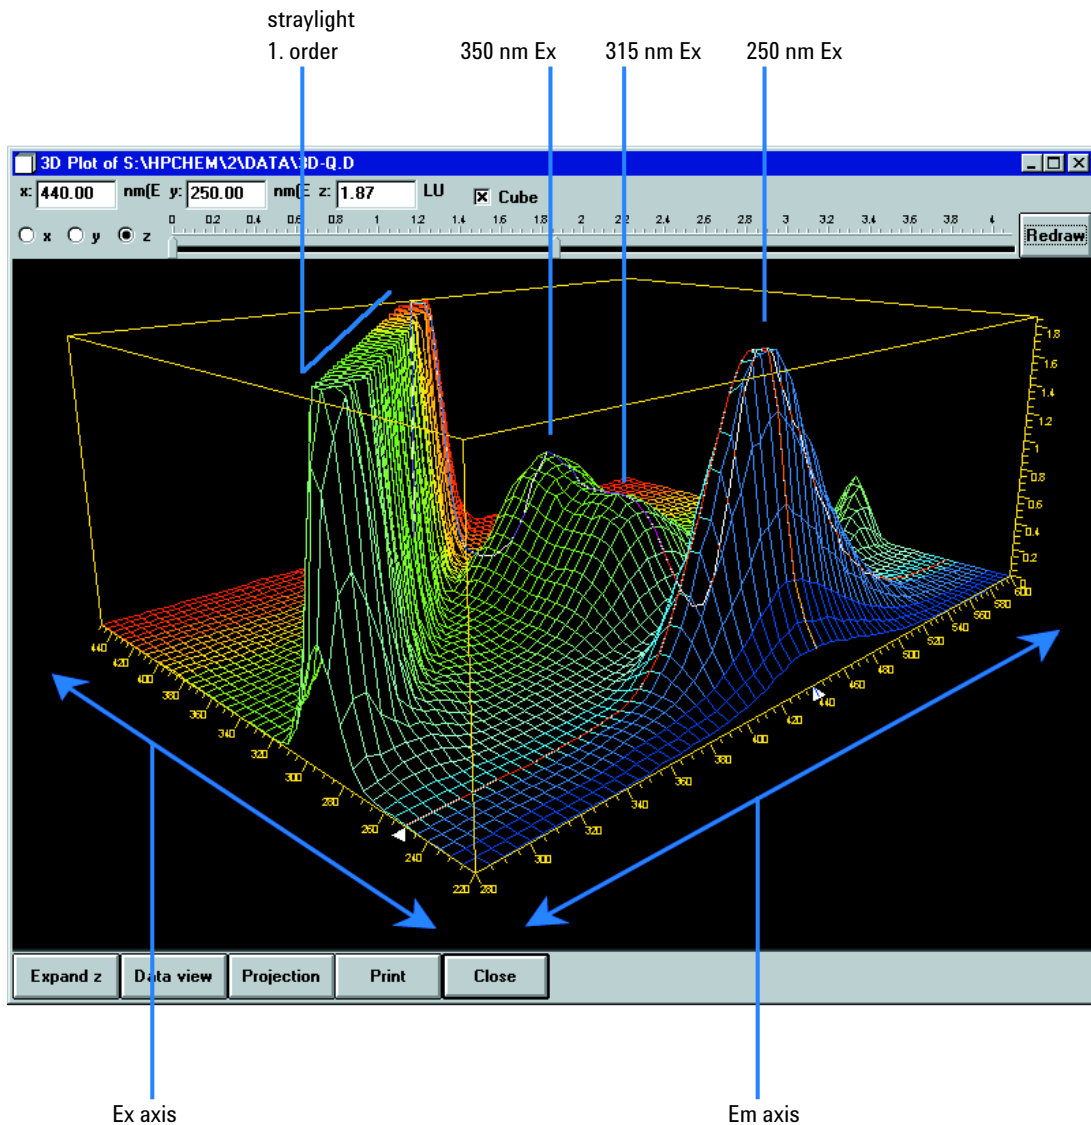 straylight
1. order
350 nm Ex
315 nm Ex
250 nm Ex
3D Plot of S:\HPCHEM\2\DATA\3D-Q.D
x: 440.00 nm(E y: 250.00 nm(E z: 1.87 LU Cube
x y z
0 0.2 0.4 0.6 0.8 1 1.2 1.4 1.6 1.8 2 2.2 2.4 2.6 2.8 3 3.2 3.4 3.6 3.8 4
Redraw
1.8
1.6
1.4
1.2
1
0.8
0.6
0.4
0.2
0
440 420 400 380 360 340 320 300 280 260 240 220
280 300 320 340 360 380 400 420 440 460 480 500 520 540 560 580 600
Expand z
Data view
Projection
Print
Close
Ex axis
Em axis